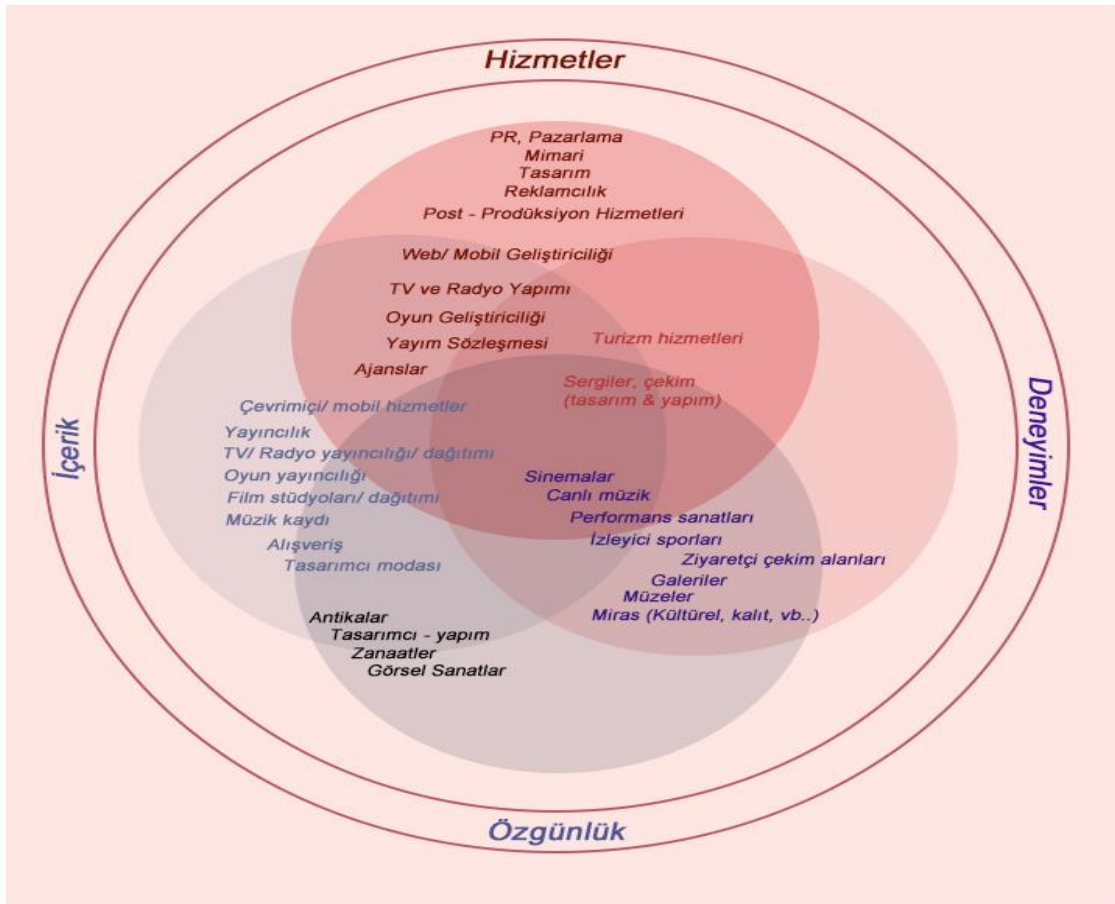 Hizmetler
PR, Pazarlama
Mimari
Tasarım
Reklamcılık
Post - Prodüksiyon Hizmetleri
Web/ Mobil Geliştiriciliği
TV ve Radyo Yapımı
Oyun Geliştiriciliği
Yayım Sözleşmesi
Ajanslar
Turizm hizmetleri
Sergiler, çekim
(tasarım & yapım)
İçerik
Çevrimiçi/ mobil hizmetler
Yayıncılık
TV/ Radyo yayıncılığı/ dağıtımı
Oyun yayıncılığı
Film stüdyoları/ dağıtımı
Müzik kaydı
Alışveriş
Tasarımcı modası
Deneyimler
Sinemalar
Canlı müzik
Performans sanatları
İzleyici sporları
Ziyaretçi çekim alanları
Galeriler
Müzeler
Miras (Kültürel, kalıt, vb..)
Antikalar
Tasarımcı - yapım
Zanaatler
Görsel Sanatlar
Özgünlük